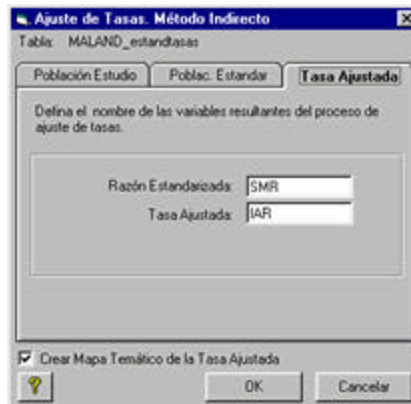 Ajuste de Tasas. Método Indirecto
Tabla: MALAND_estandtasas
Población Estudio Poblac. Estandar Tasa Ajustada
Defina el nombre de las variables resultantes del proceso de
ajuste de tasas.
Razón Estandarizada: SMR
Tasa Ajustada: IAR
Crear Mapa Temático de la Tasa Ajustada
? OK Cancelar